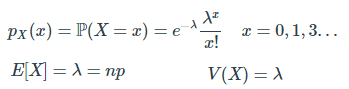 p_X(x) = ℙ(X = x) = e^{−λ} λ^x / x!   x = 0, 1, 3…
E[X] = λ = np   V(X) = λ